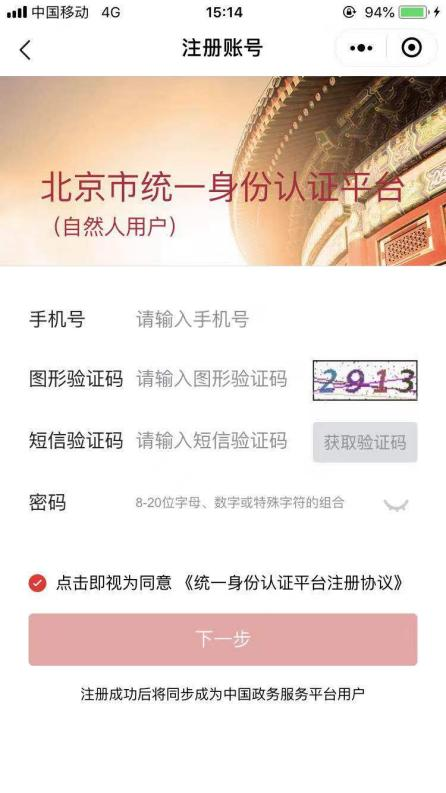 中国移动 4G 15:14 94%
注册账号
北京市统一身份认证平台
（自然人用户）
手机号 请输入手机号
图形验证码 请输入图形验证码 2913
短信验证码 请输入短信验证码 获取验证码
密码 8-20位字母、数字或特殊字符的组合
点击即视为同意 《统一身份认证平台注册协议》
下一步
注册成功后将同步成为中国政务服务平台用户